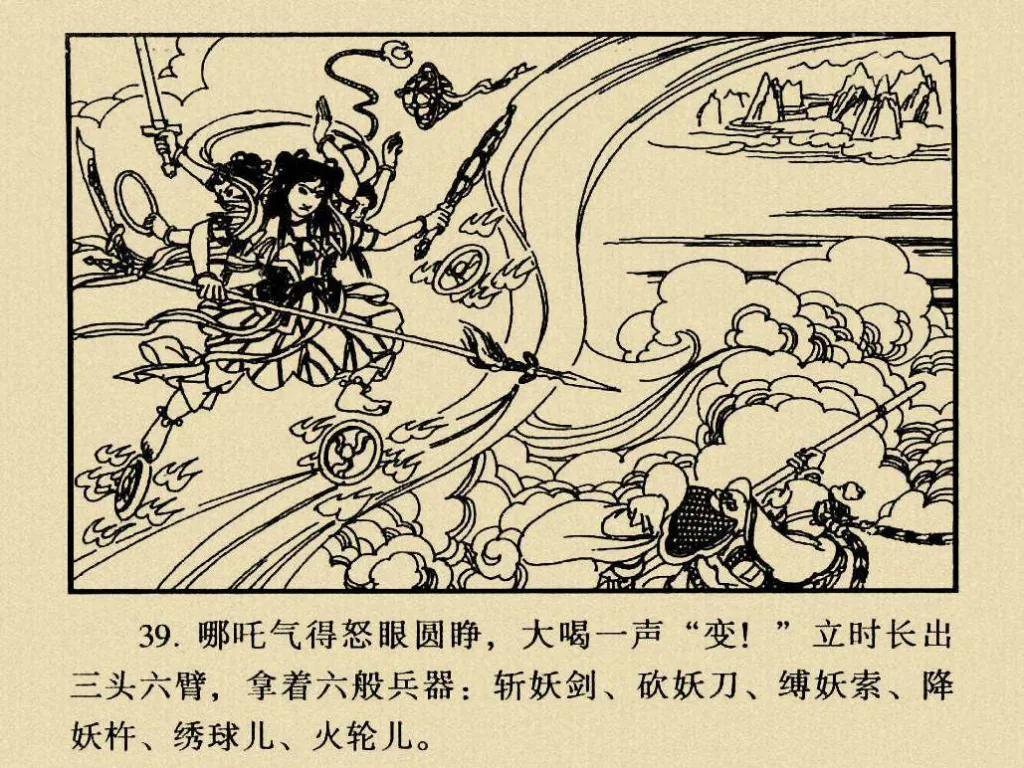 39. 哪吒气得怒眼圆睁，大喝一声“变！”立时长出
三头六臂，拿着六般兵器：斩妖剑、砍妖刀、缚妖索、降
妖杵、绣球儿、火轮儿。